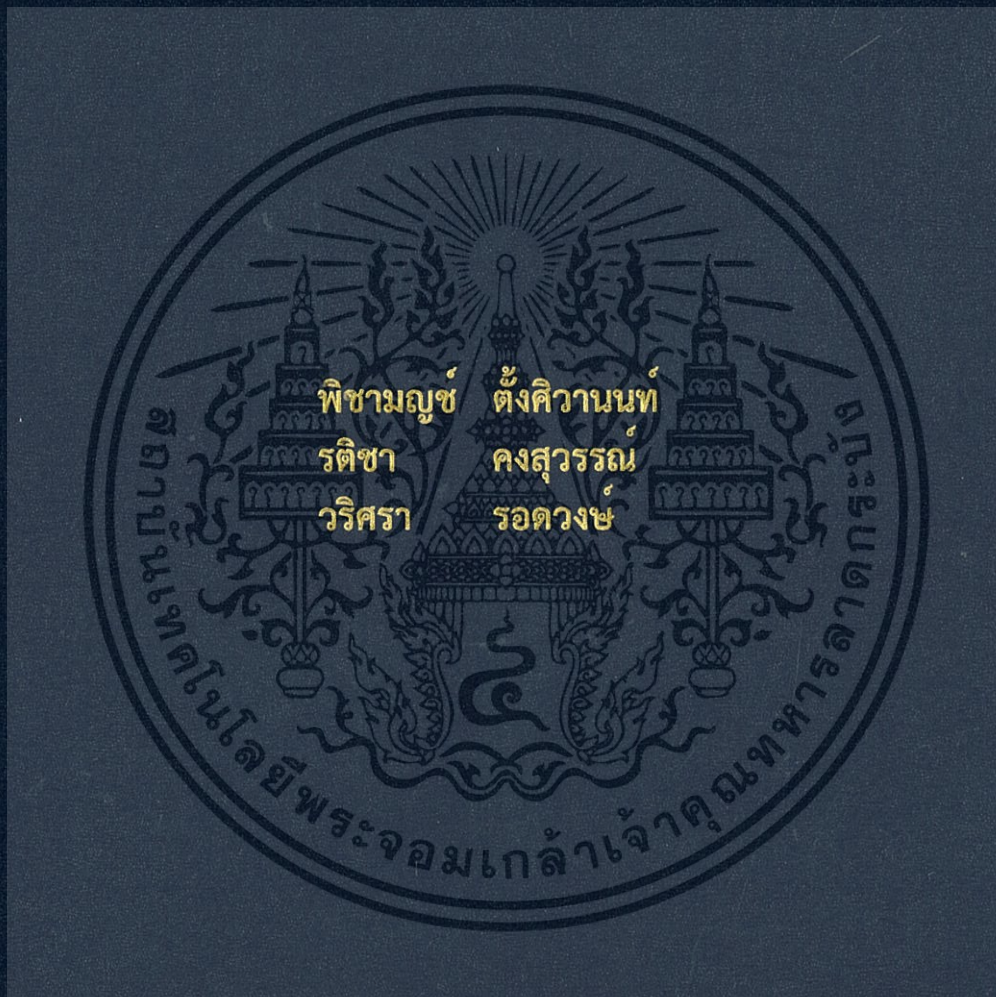 พิชามญชุ์ ตั้งศิวานนท์
รติชา คงสุวรรณ์
วริศรา รอดวงษ์
สถาบันเทคโนโลยีพระจอมเกล้าเจ้าคุณทหารลาดกระบัง
๔